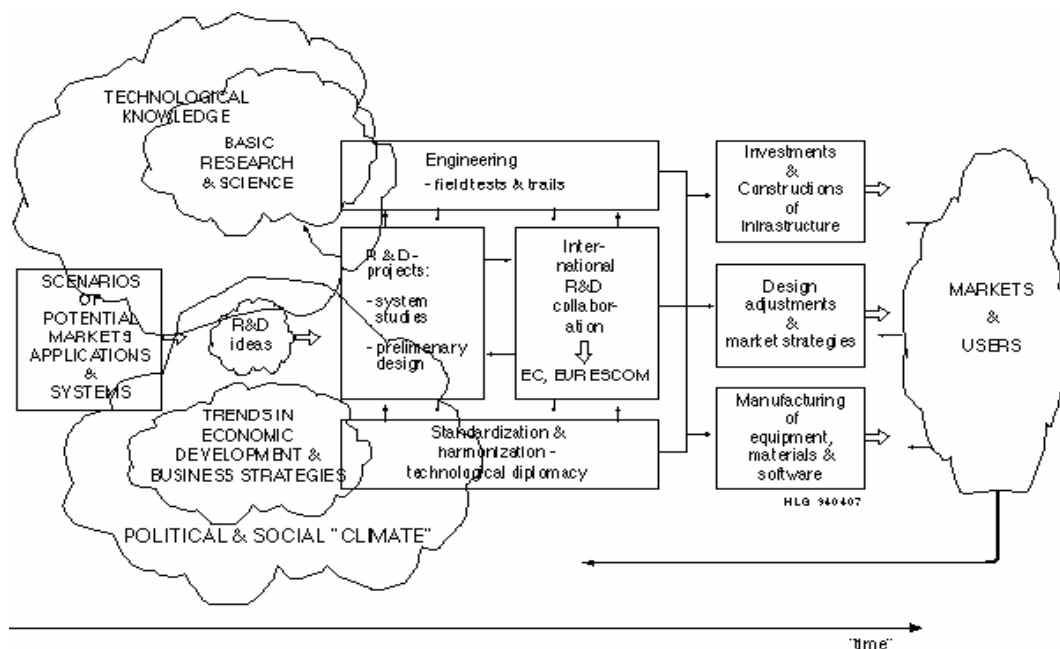 TECHNOLOGICAL
KNOWLEDGE
BASIC
RESEARCH
& SCIENCE
SCENARIOS
OF
POTENTIAL
MARKETS
APPLICATIONS
&
SYSTEMS
R&D
ideas
TRENDS IN
ECONOMIC
DEVELOPMENT &
BUSINESS STRATEGIES
POLITICAL & SOCIAL "CLIMATE"
Engineering
- field tests & trails
R & D-
projects:
- system
studies
- prelimenary
design
Inter-
national
R&D
collabor-
ation
EC, EURESCOM
Standardization &
harmonization -
technological diplomacy
Investments
&
Constructions
of
infrastructure
Design
adjustments
&
market strategies
Manufacturing
of
equipment,
materials &
software
HLG 940407
MARKETS
&
USERS
"time"